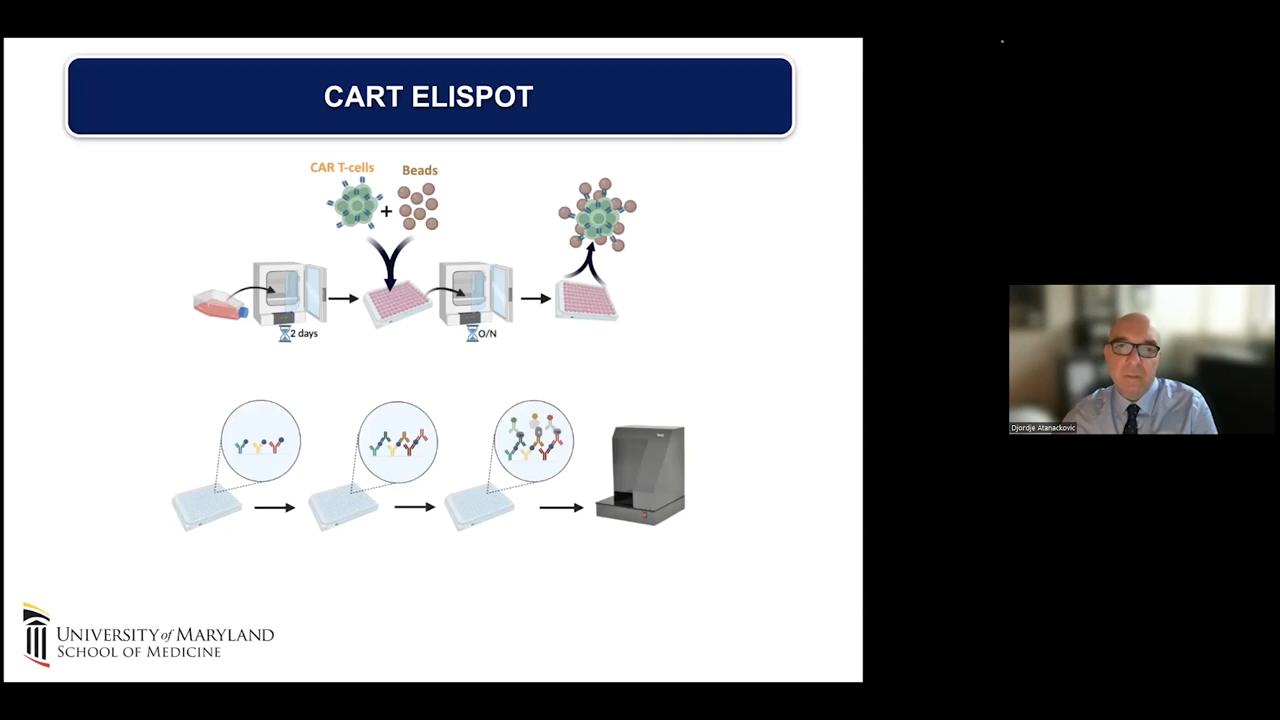 CART ELISPOT
CAR T-cells
Beads
+
2 days
O/N
Djordje Atanackovic
UNIVERSITY of MARYLAND
SCHOOL OF MEDICINE